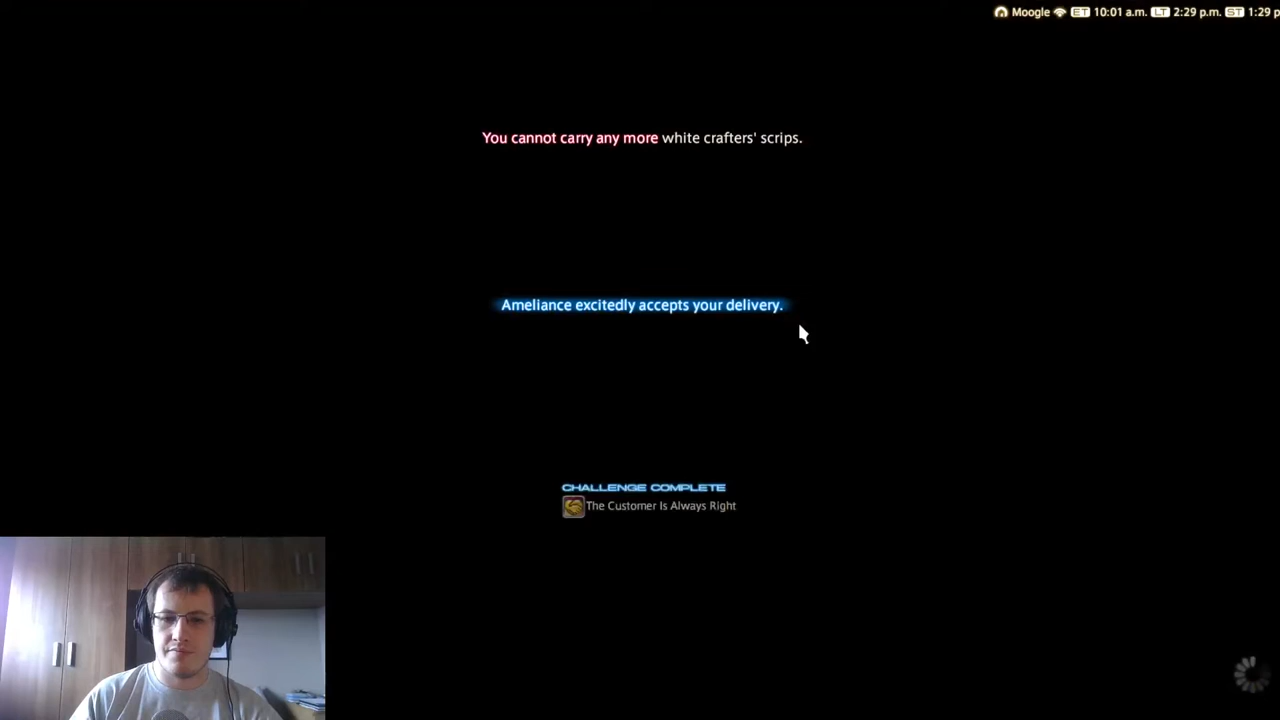 Moogle ET 10:01 a.m. LT 2:29 p.m. ST 1:29 p
You cannot carry any more white crafters' scrips.
Ameliance excitedly accepts your delivery.
CHALLENGE COMPLETE
The Customer Is Always Right